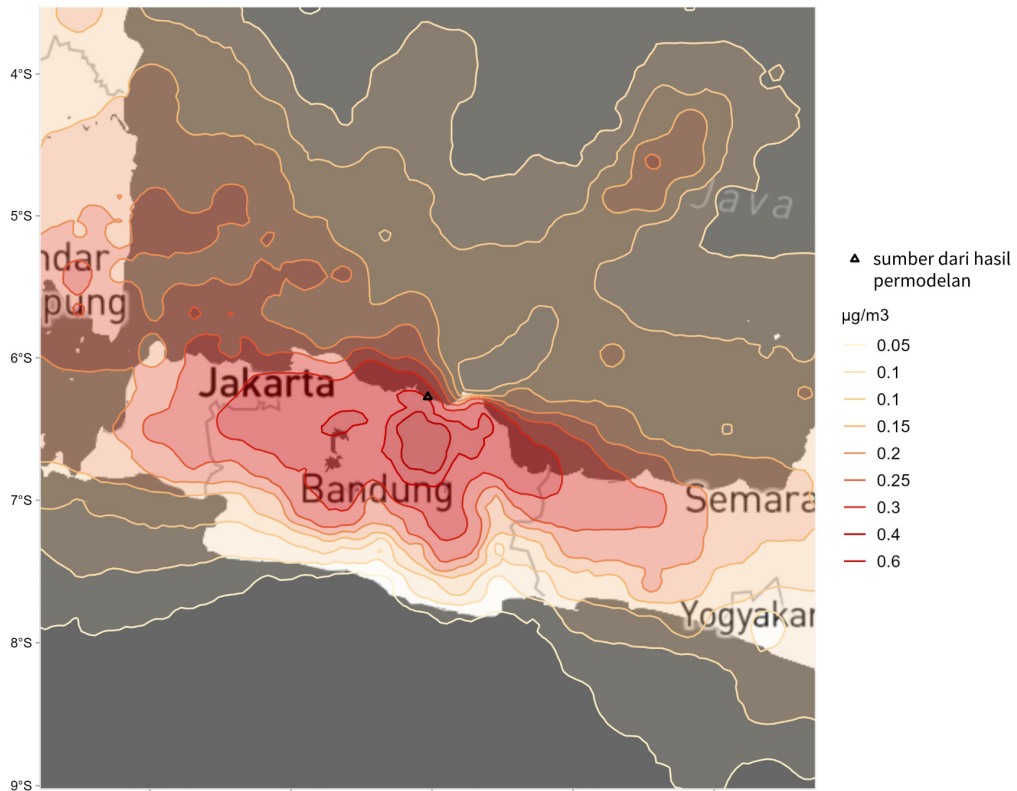 4°S
5°S
Java
ndar
pung
6°S
Jakarta
Bandung
7°S
Semara
Yogyakar
8°S
9°S
sumber dari hasil
permodelan
µg/m3
0.05
0.1
0.1
0.15
0.2
0.25
0.3
0.4
0.6